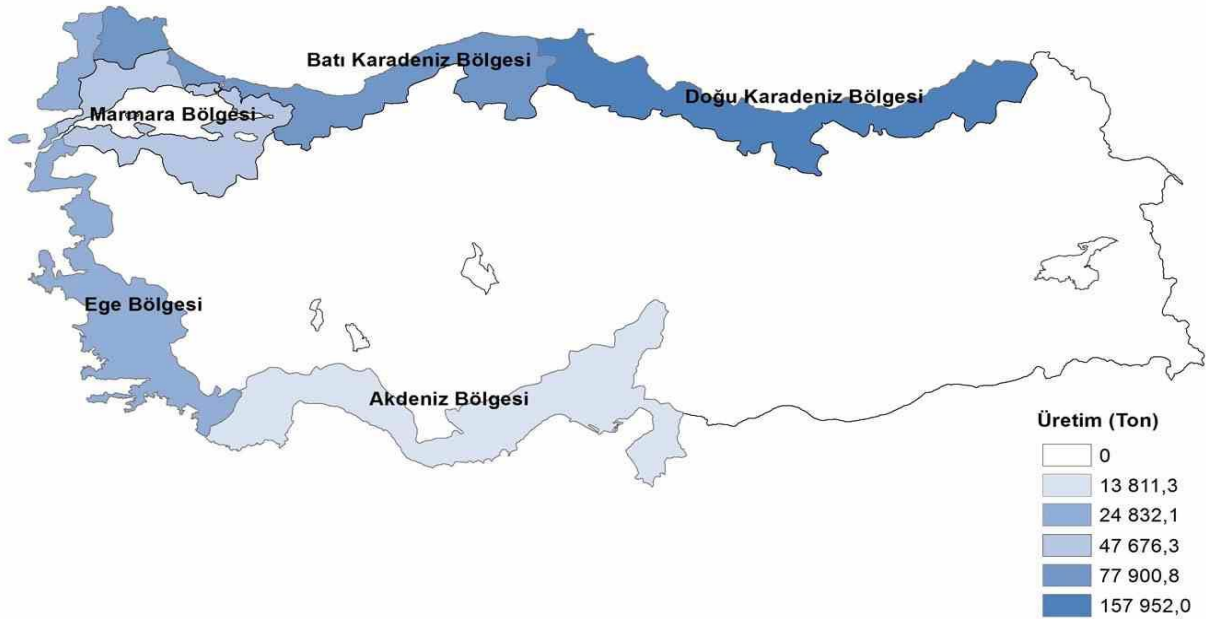 Batı Karadeniz Bölgesi
Doğu Karadeniz Bölgesi
Marmara Bölgesi
Ege Bölgesi
Akdeniz Bölgesi
Üretim (Ton)
0
13 811,3
24 832,1
47 676,3
77 900,8
157 952,0